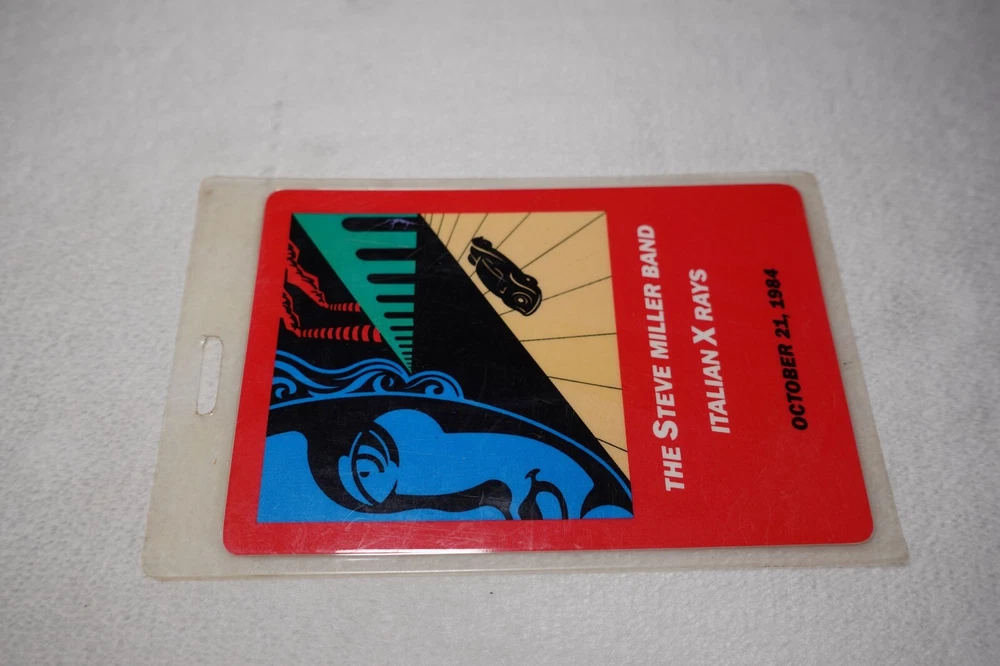 THE STEVE MILLER BAND
ITALIAN X RAYS
OCTOBER 21, 1984